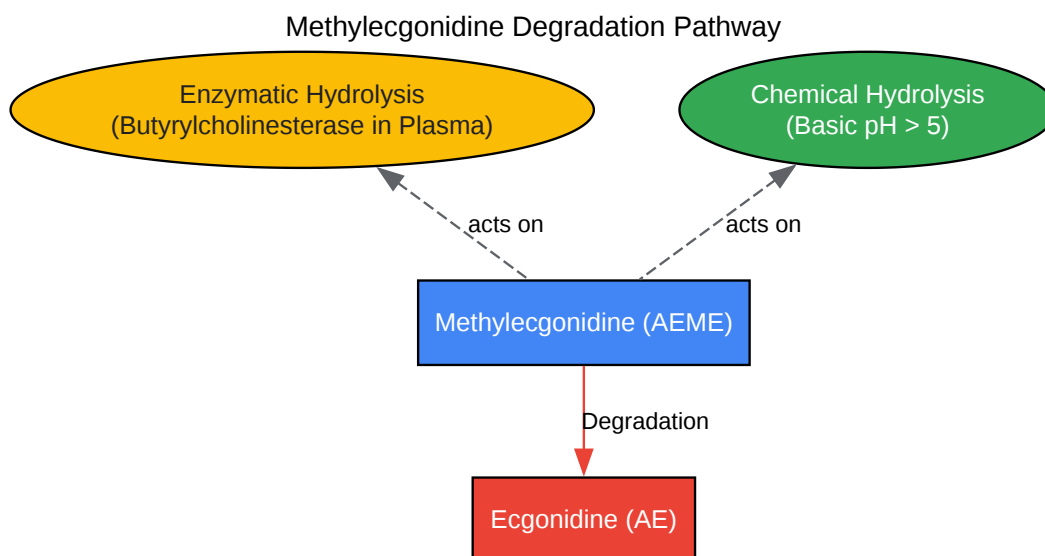 Methylecgonidine Degradation Pathway
Enzymatic Hydrolysis
(Butyrylcholinesterase in Plasma)
Chemical Hydrolysis
(Basic pH > 5)
acts on
acts on
Methylecgonidine (AEME)
Degradation
Ecgonidine (AE)